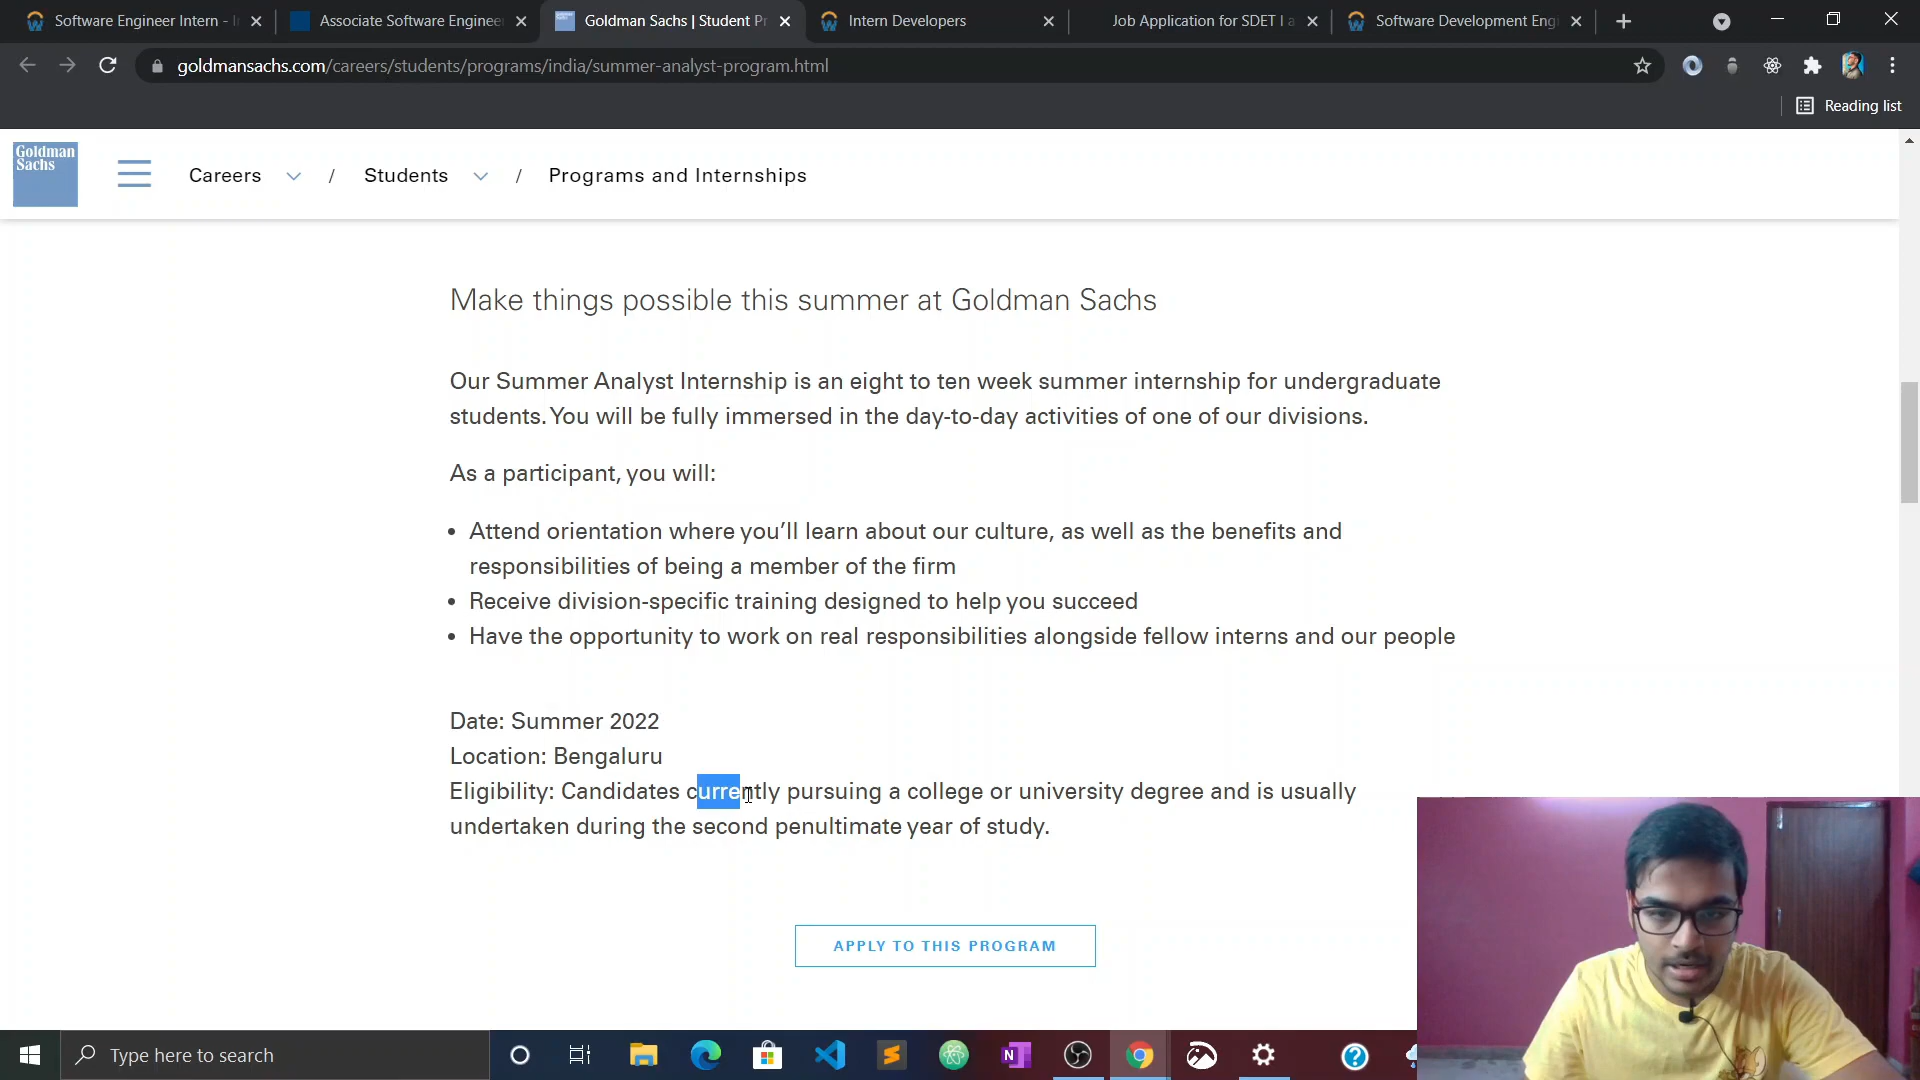 Software Engineer Intern - I
Associate Software Enginee
Goldman Sachs | Student Pr
Intern Developers
Job Application for SDET I a
Software Development Eng
goldmansachs.com/careers/students/programs/india/summer-analyst-program.html
Reading list
Goldman
Sachs
Careers / Students / Programs and Internships
Make things possible this summer at Goldman Sachs
Our Summer Analyst Internship is an eight to ten week summer internship for undergraduate
students. You will be fully immersed in the day-to-day activities of one of our divisions.
As a participant, you will:
• Attend orientation where you’ll learn about our culture, as well as the benefits and
responsibilities of being a member of the firm
• Receive division-specific training designed to help you succeed
• Have the opportunity to work on real responsibilities alongside fellow interns and our people
Date: Summer 2022
Location: Bengaluru
Eligibility: Candidates currently pursuing a college or university degree and is usually
undertaken during the second penultimate year of study.
APPLY TO THIS PROGRAM
Type here to search